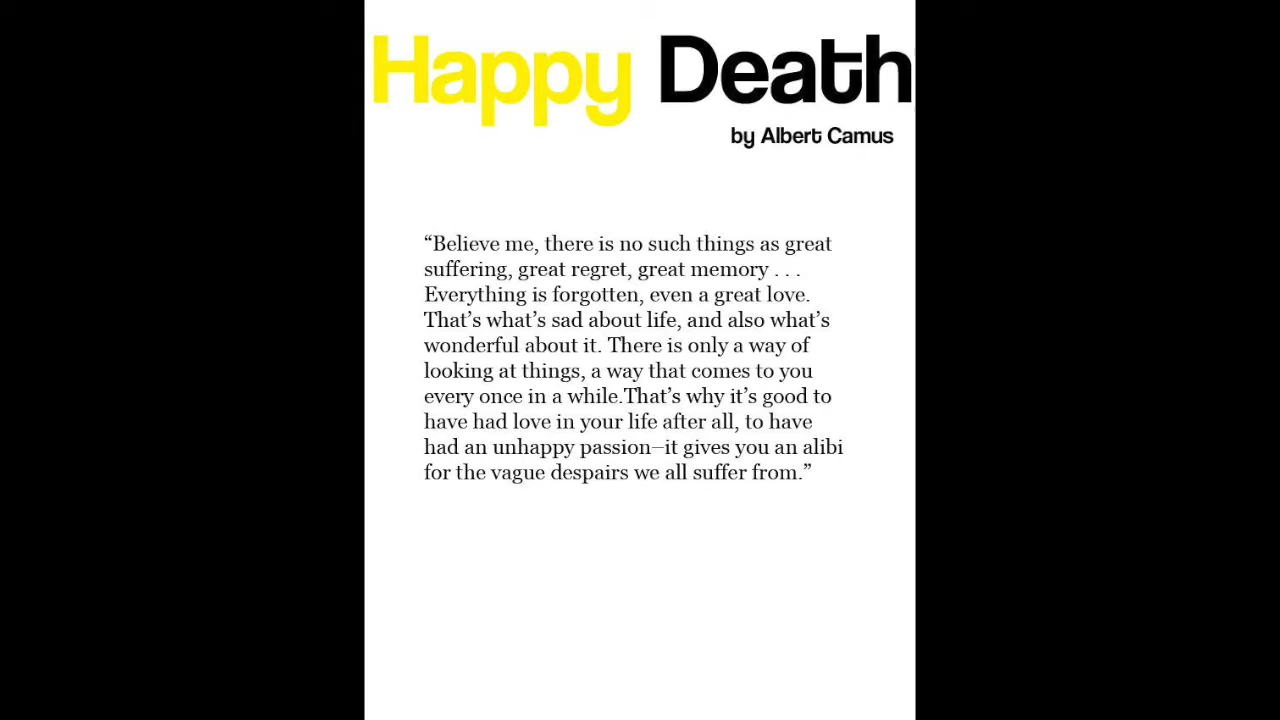 Happy Death
by Albert Camus
“Believe me, there is no such things as great
suffering, great regret, great memory . . .
Everything is forgotten, even a great love.
That’s what’s sad about life, and also what’s
wonderful about it. There is only a way of
looking at things, a way that comes to you
every once in a while.That’s why it’s good to
have had love in your life after all, to have
had an unhappy passion–it gives you an alibi
for the vague despairs we all suffer from.”